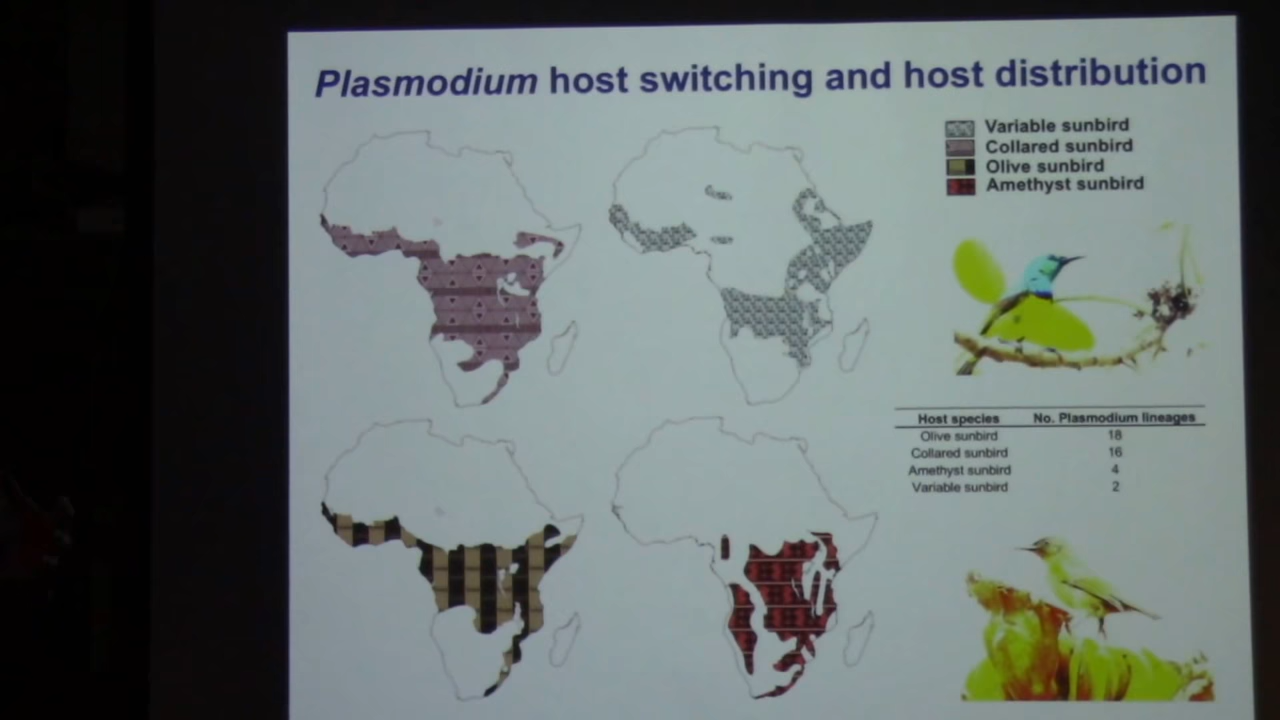 Plasmodium host switching and host distribution
Variable sunbird
Collared sunbird
Olive sunbird
Amethyst sunbird
Host species No. Plasmodium lineages
Olive sunbird 18
Collared sunbird 16
Amethyst sunbird 4
Variable sunbird 2